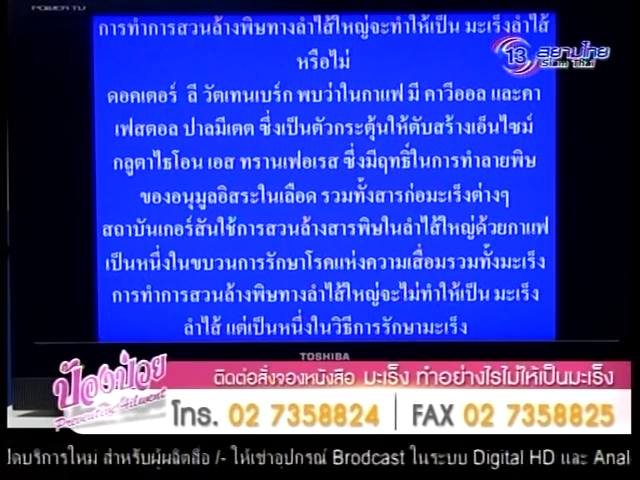 POWER TV
การทำการสวนล้างพิษทางลำไส้ใหญ่จะทำให้เป็น มะเร็งลำไส้
หรือไม่
13 สยามไทย
Siam Thai
ดอคเตอร์ ลี วัตเทนเบร์ก พบว่าในกาแฟ มี คาวีออล และคา
เฟสตอล ปาลมีเตต ซึ่งเป็นตัวกระตุ้นให้ตับสร้างเอ็นไซม์
กลูตาไธโอน เอส ทรานเฟอเรส ซึ่งมีฤทธิ์ในการทำลายพิษ
ของอนุมูลอิสระในเลือด รวมทั้งสารก่อมะเร็งต่างๆ
สถาบันเกอร์สันใช้การสวนล้างสารพิษในลำไส้ใหญ่ด้วยกาแฟ
เป็นหนึ่งในขบวนการรักษาโรคแห่งความเสื่อมรวมทั้งมะเร็ง
การทำการสวนล้างพิษทางลำไส้ใหญ่จะไม่ทำให้เป็น มะเร็ง
ลำไส้ แต่เป็นหนึ่งในวิธีการรักษามะเร็ง
TOSHIBA
ป้องป่วย
Preventive Ailment
ติดต่อสั่งจองหนังสือ มะเร็ง ทำอย่างไรไม่ให้เป็นมะเร็ง
โทร. 02 7358824 | FAX 02 7358825
ปิดบริการใหม่ สำหรับผู้ผลิตสื่อ /- ให้เช่าอุปกรณ์ Brodcast ในระบบ Digital HD และ Anal